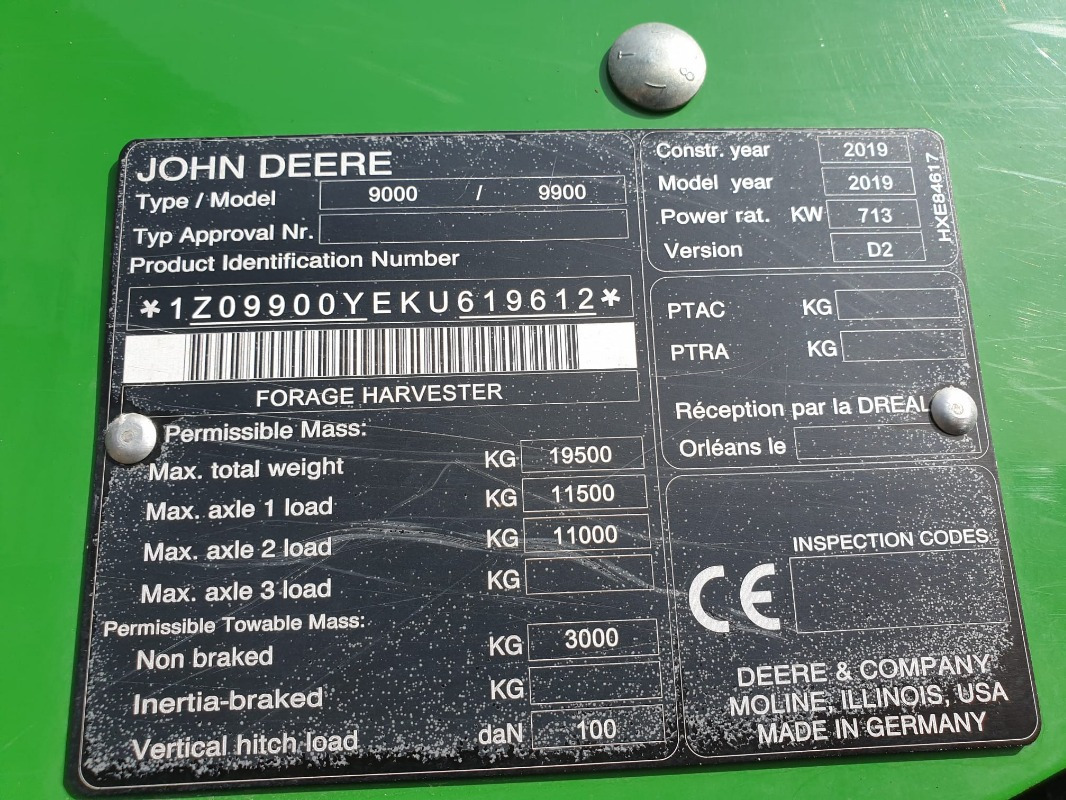 JOHN DEERE
Type / Model 9000 / 9900
Typ Approval Nr.
Product Identification Number
*1Z09900YEKU619612*
FORAGE HARVESTER
Permissible Mass:
Max. total weight KG 19500
Max. axle 1 load KG 11500
Max. axle 2 load KG 11000
Max. axle 3 load KG
Permissible Towable Mass:
Non braked KG 3000
Inertia-braked KG
Vertical hitch load daN 100
Constr. year 2019
Model year 2019
Power rat. KW 713
Version D2
HXE84617
PTAC KG
PTRA KG
Réception par la DREAL
Orléans le
INSPECTION CODES
CE
DEERE & COMPANY
MOLINE, ILLINOIS, USA
MADE IN GERMANY